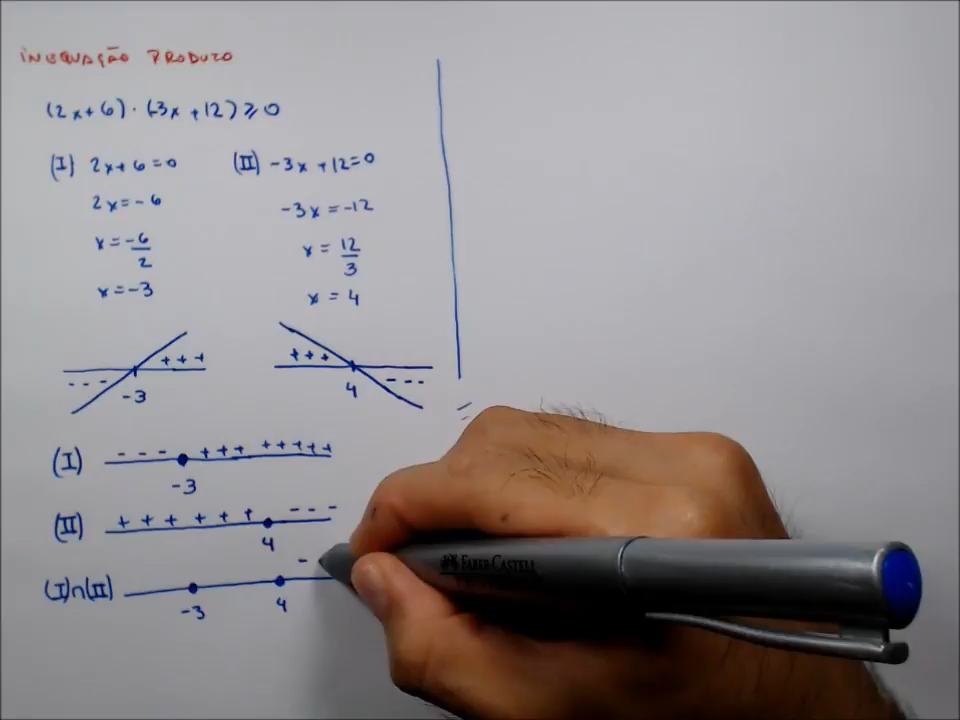 INEQUAÇÃO PRODUTO
(2x+6)·(-3x+12)≥0
(I) 2x+6=0
2x=-6
x=-6/2
x=-3
(II) -3x+12=0
-3x=-12
x=12/3
x=4
- - - + + +
-3
+ + + - - -
4
(I) - - - + + + + + + + +
-3
(II) + + + + + + - - -
4
-
(I)∩(II)
-3 4
FABER-CASTELL